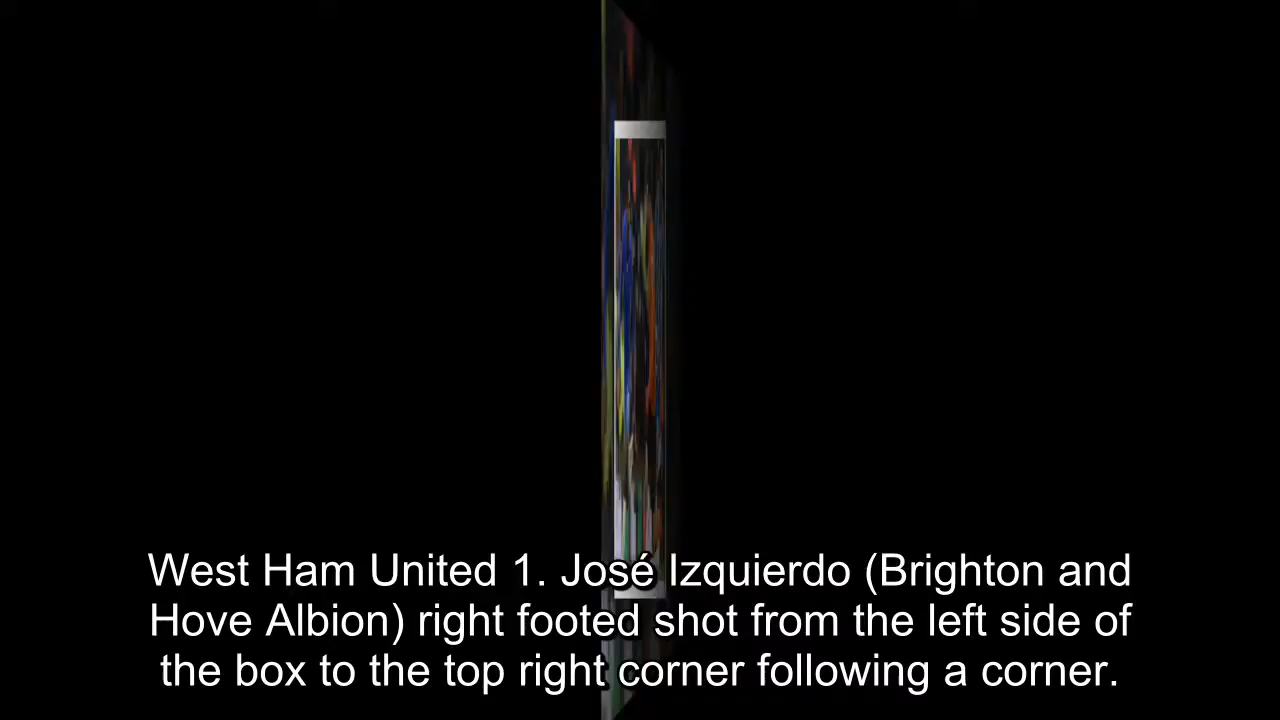 West Ham United 1. José Izquierdo (Brighton and
Hove Albion) right footed shot from the left side of
the box to the top right corner following a corner.